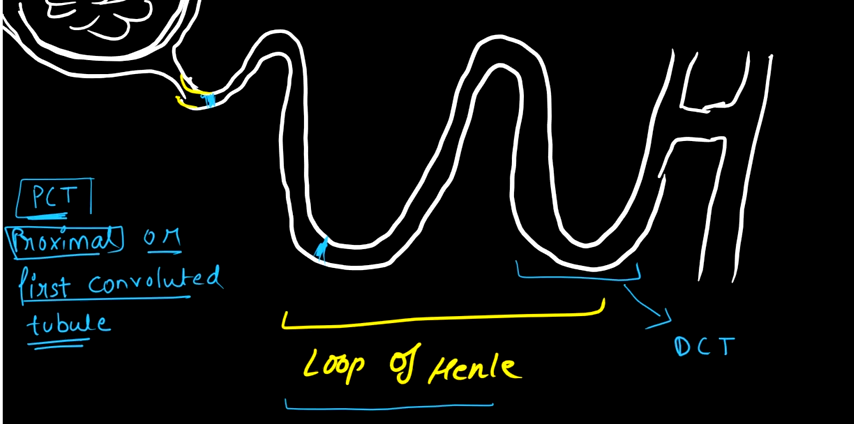 PCT
Proximal or
first convoluted
tubule
Loop of Henle
DCT